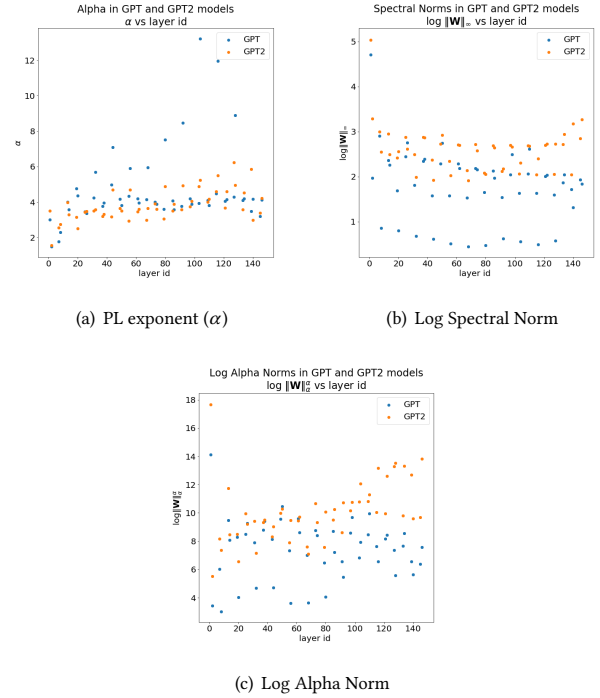 Alpha in GPT and GPT2 models
α vs layer id
GPT
GPT2
12
10
8
6
4
2
α
0 20 40 60 80 100 120 140
layer id
(a) PL exponent (α)
Spectral Norms in GPT and GPT2 models
log ‖W‖∞ vs layer id
GPT
GPT2
5
4
3
2
1
log‖W‖∞
0 20 40 60 80 100 120 140
layer id
(b) Log Spectral Norm
Log Alpha Norms in GPT and GPT2 models
log ‖W‖αα vs layer id
GPT
GPT2
18
16
14
12
10
8
6
4
log‖W‖αα
0 20 40 60 80 100 120 140
layer id
(c) Log Alpha Norm